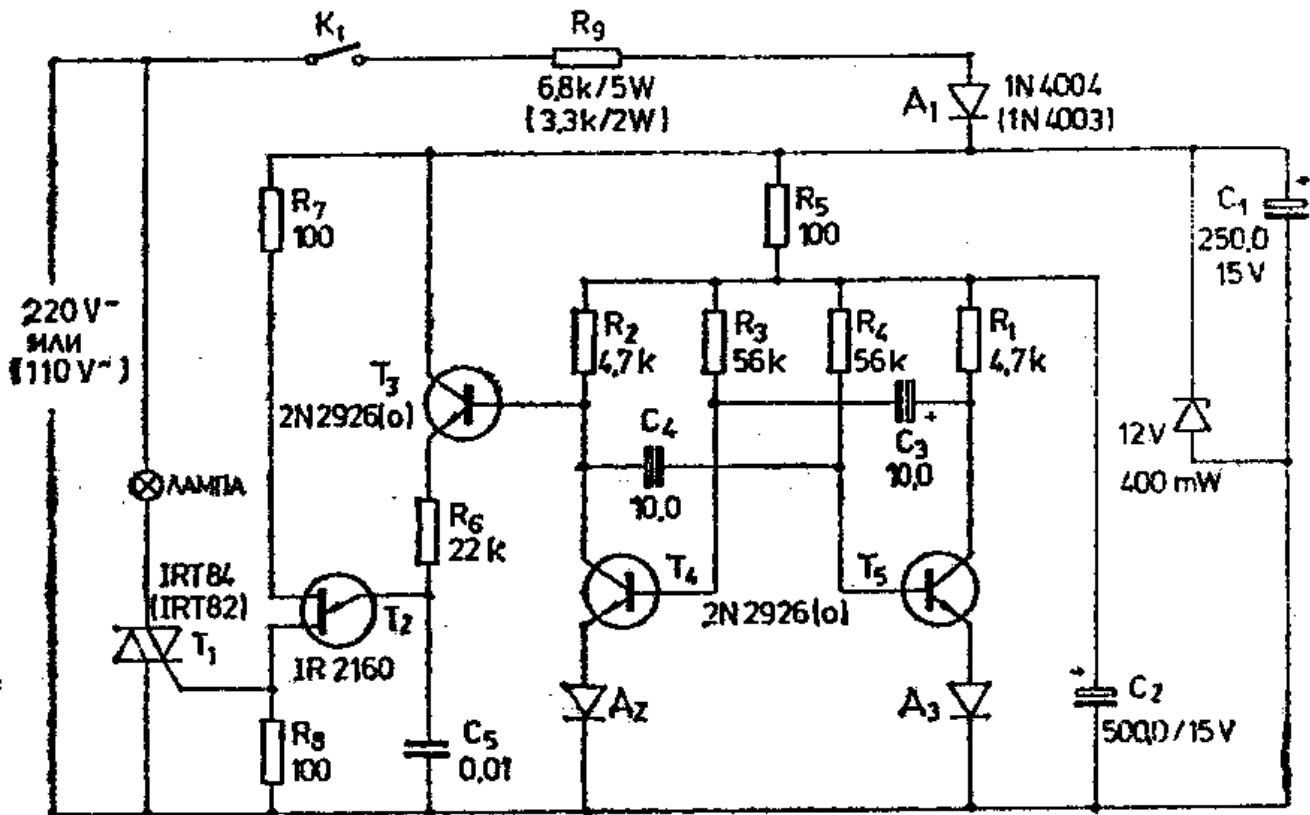 K₁
R₉
6,8k/5W
(3,3k/2W)
A₁
1N4004
(1N4003)
R₇
100
R₅
100
C₁
250,0
15V
220V~
или
(110V~)
R₂
4,7k
R₃
56k
R₄
56k
R₁
4,7k
T₃
2N2926(o)
C₄
10,0
C₃
10,0
12V
400 mW
ЛАМПА
R₆
22k
IRT84
(IRT82)
T₁
T₂
IR 2160
T₄
T₅
2N2926(o)
R₈
100
C₅
0,01
A₂
A₃
C₂
500,0/15V